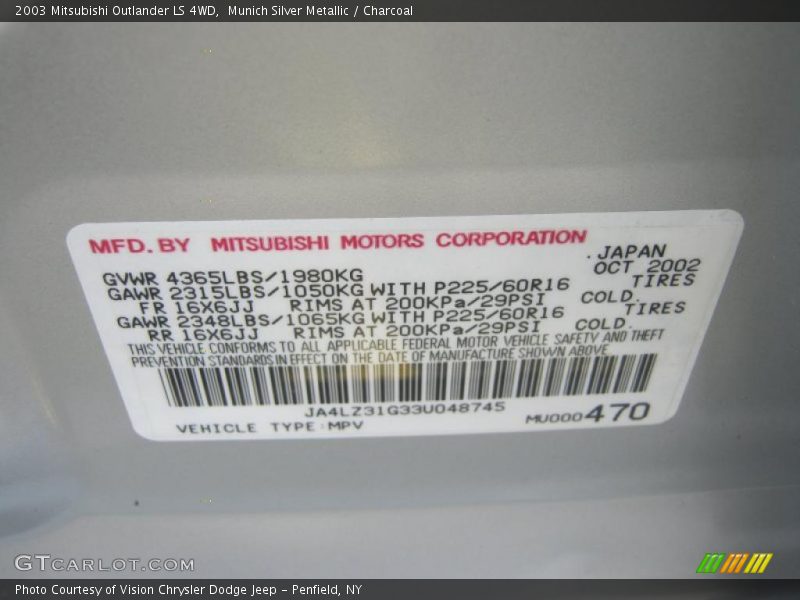 2003 Mitsubishi Outlander LS 4WD,  Munich Silver Metallic / Charcoal
MFD. BY MITSUBISHI MOTORS CORPORATION
JAPAN
GVWR 4365LBS/1980KG OCT 2002
GAWR 2315LBS/1050KG WITH P225/60R16 TIRES
FR 16X6JJ RIMS AT 200KPa/29PSI COLD.
GAWR 2348LBS/1065KG WITH P225/60R16 TIRES
RR 16X6JJ RIMS AT 200KPa/29PSI COLD.
THIS VEHICLE CONFORMS TO ALL APPLICABLE FEDERAL MOTOR VEHICLE SAFETY AND THEFT
PREVENTION STANDARDS IN EFFECT ON THE DATE OF MANUFACTURE SHOWN ABOVE.
JA4LZ31G33U048745
VEHICLE TYPE:MPV MU000470
GTCARLOT.COM
Photo Courtesy of Vision Chrysler Dodge Jeep – Penfield, NY